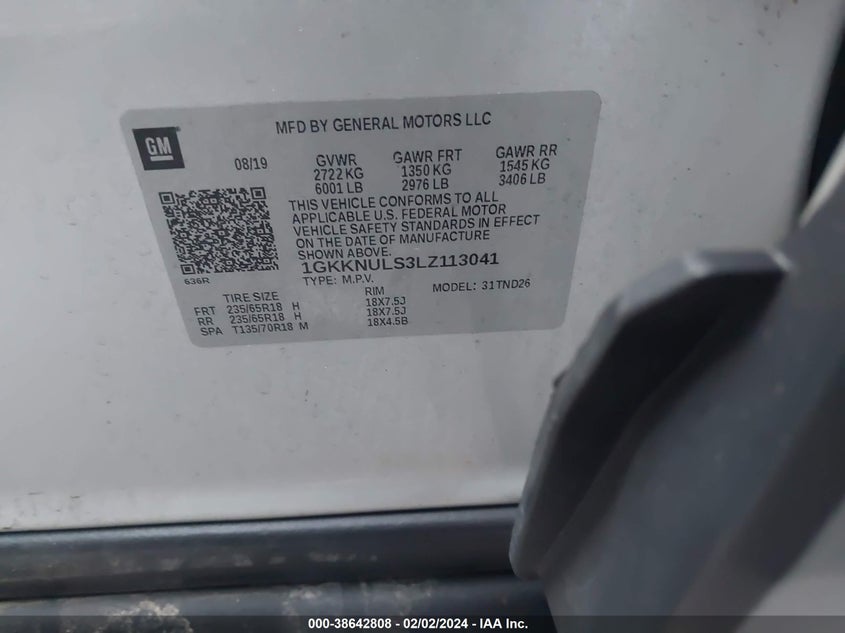 MFD BY GENERAL MOTORS LLC
GM
08/19 GVWR GAWR FRT GAWR RR
2722 KG 1350 KG 1545 KG
6001 LB 2976 LB 3406 LB
THIS VEHICLE CONFORMS TO ALL
APPLICABLE U.S. FEDERAL MOTOR
VEHICLE SAFETY STANDARDS IN EFFECT
ON THE DATE OF MANUFACTURE
SHOWN ABOVE.
1GKKNULS3LZ113041
636R
TYPE: M.P.V. MODEL: 31TND26
TIRE SIZE RIM
FRT 235/65R18 H 18X7.5J
RR 235/65R18 H 18X7.5J
SPA T135/70R18 M 18X4.5B
000-38642808 - 02/02/2024 - IAA Inc.